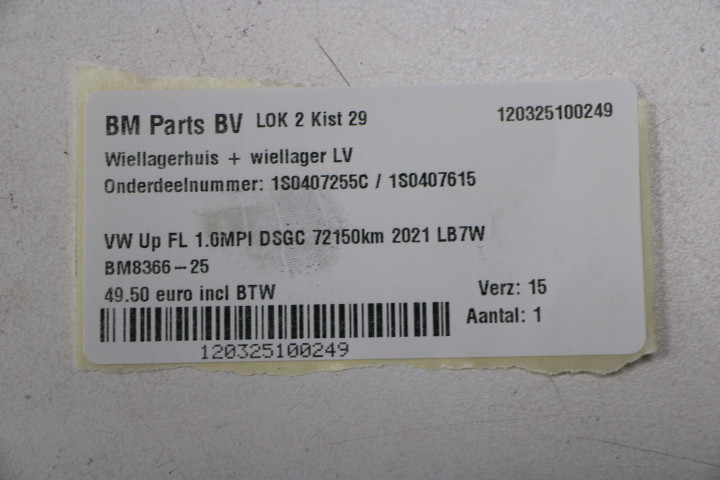 BM Parts BV LOK 2 Kist 29 120325100249
Wiellagerhuis + wiellager LV
Onderdeelnummer: 1S0407255C / 1S0407615
VW Up FL 1.0MPI DSGC 72150km 2021 LB7W
BM8366-25
49.50 euro incl BTW Verz: 15
Aantal: 1
120325100249